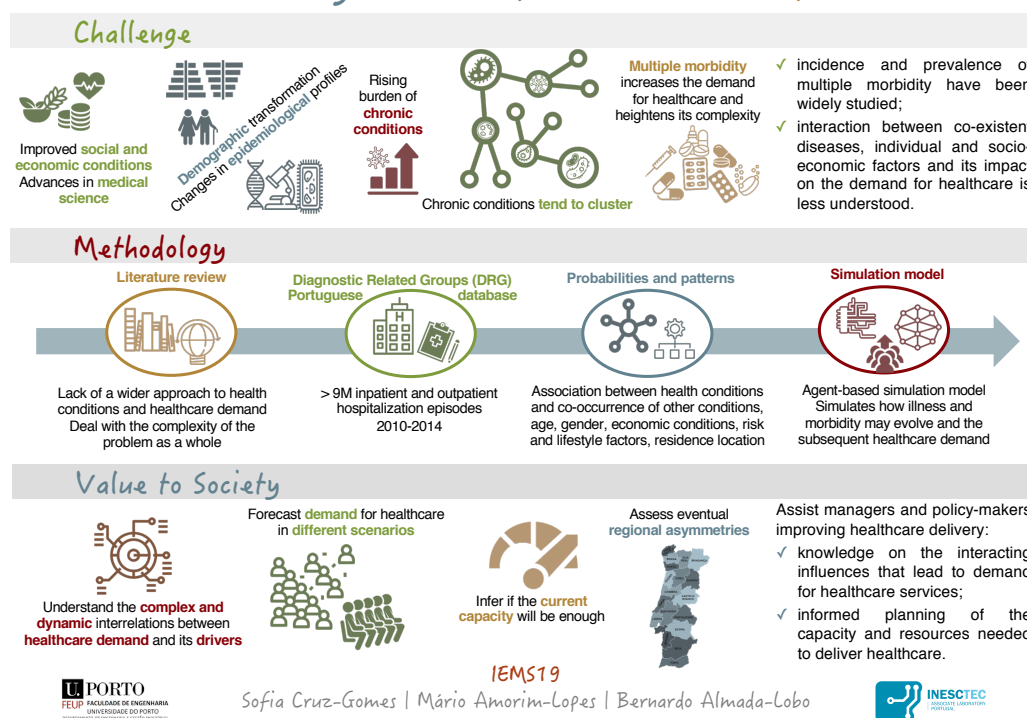 Challenge
Improved social and
economic conditions
Advances in medical
science
Demographic transformation
Changes in epidemiological profiles
Rising
burden of
chronic
conditions
Chronic conditions tend to cluster
Multiple morbidity
increases the demand
for healthcare and
heightens its complexity
✓ incidence and prevalence of
multiple morbidity have been
widely studied;
✓ interaction between co-existent
diseases, individual and socio-
economic factors and its impact
on the demand for healthcare is
less understood.
Methodology
Literature review
Lack of a wider approach to health
conditions and healthcare demand
Deal with the complexity of the
problem as a whole
Diagnostic Related Groups (DRG)
Portuguese database
H
> 9M inpatient and outpatient
hospitalization episodes
2010-2014
Probabilities and patterns
Association between health conditions
and co-occurrence of other conditions,
age, gender, economic conditions, risk
and lifestyle factors, residence location
Simulation model
Agent-based simulation model
Simulates how illness and
morbidity may evolve and the
subsequent healthcare demand
Value to Society
Understand the complex and
dynamic interrelations between
healthcare demand and its drivers
Forecast demand for healthcare
in different scenarios
Infer if the current
capacity will be enough
Assess eventual
regional asymmetries
Assist managers and policy-makers
improving healthcare delivery:
✓ knowledge on the interacting
influences that lead to demand
for healthcare services;
✓ informed planning of the
capacity and resources needed
to deliver healthcare.
IEMS19
Sofia Cruz-Gomes | Mário Amorim-Lopes | Bernardo Almada-Lobo
U. PORTO
FEUP FACULDADE DE ENGENHARIA
UNIVERSIDADE DO PORTO
INESCTEC
ASSOCIATE LABORATORY
PORTUGAL